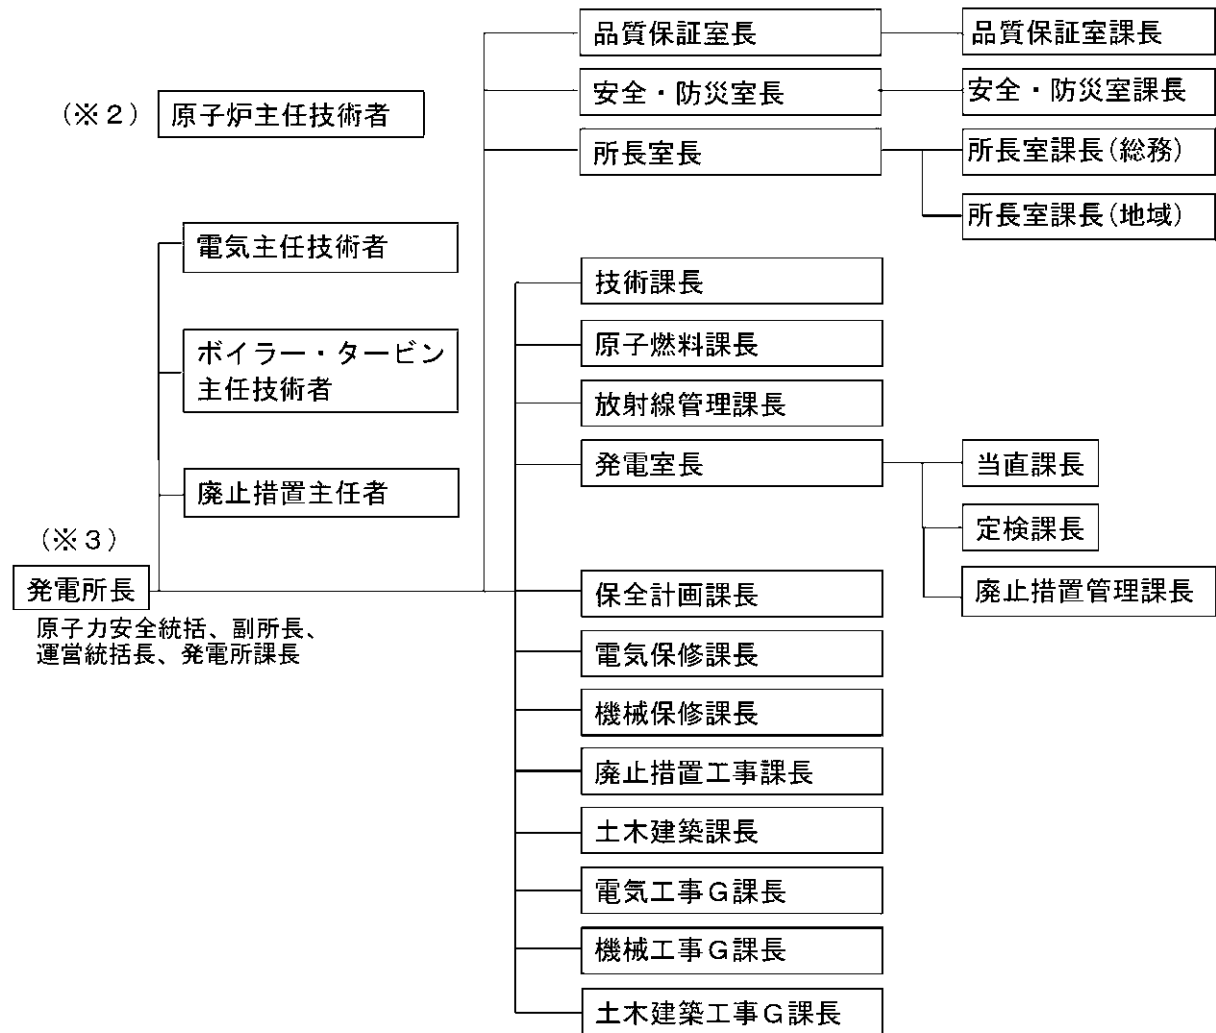 品質保証室長
品質保証室課長
安全・防災室長
安全・防災室課長
(※2)
原子炉主任技術者
所長室長
所長室課長(総務)
所長室課長(地域)
電気主任技術者
技術課長
ボイラー・タービン
主任技術者
原子燃料課長
放射線管理課長
発電室長
当直課長
廃止措置主任者
定検課長
廃止措置管理課長
(※3)
発電所長
原子力安全統括、副所長、
運営統括長、発電所課長
保全計画課長
電気保修課長
機械保修課長
廃止措置工事課長
土木建築課長
電気工事G課長
機械工事G課長
土木建築工事G課長